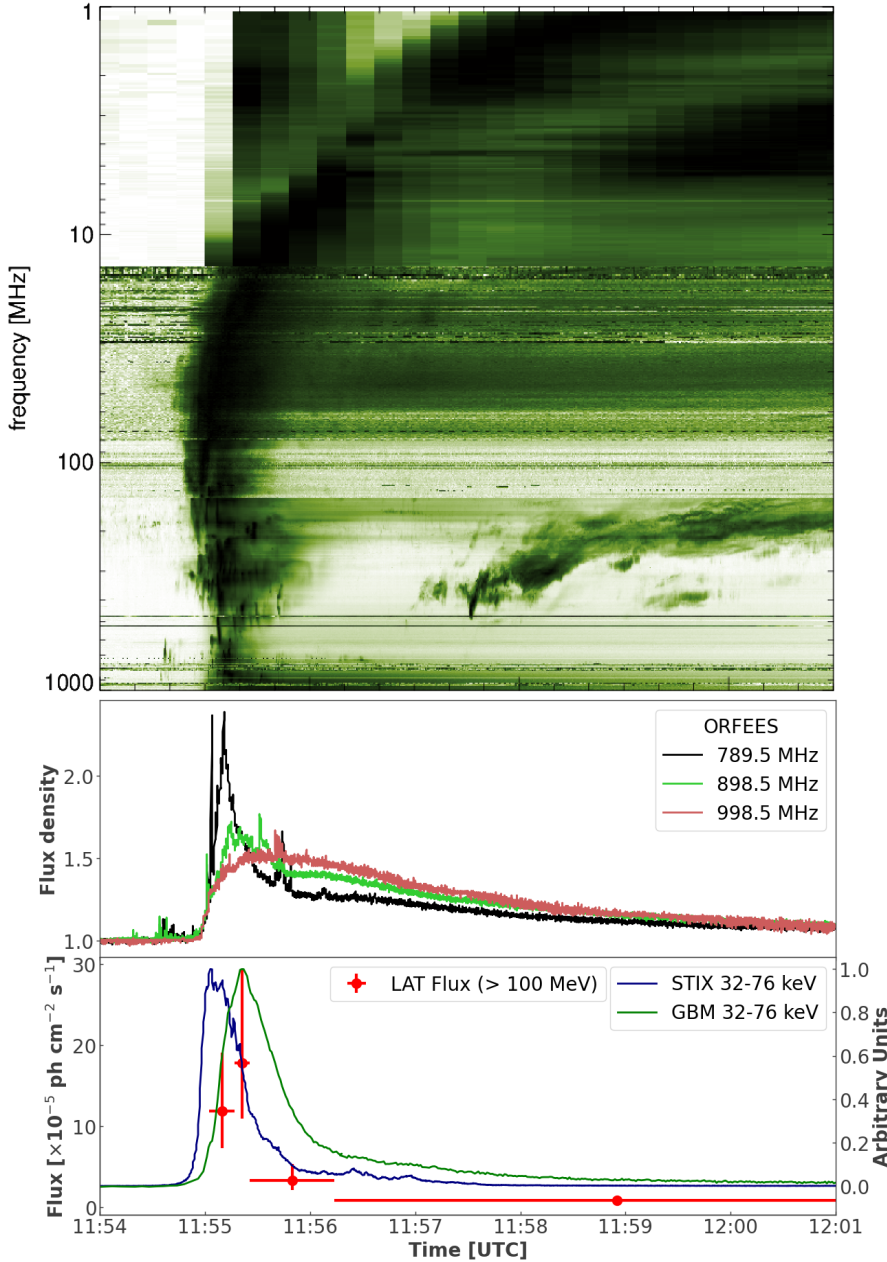 1
10
100
1000
frequency [MHz]
ORFEES
789.5 MHz
898.5 MHz
998.5 MHz
2.0
1.5
1.0
Flux density
LAT Flux (> 100 MeV)
STIX 32-76 keV
GBM 32-76 keV
30
20
10
0
Flux [×10⁻⁵ ph cm⁻² s⁻¹]
1.0
0.8
0.6
0.4
0.2
0.0
Arbitrary Units
11:54 11:55 11:56 11:57 11:58 11:59 12:00 12:01
Time [UTC]